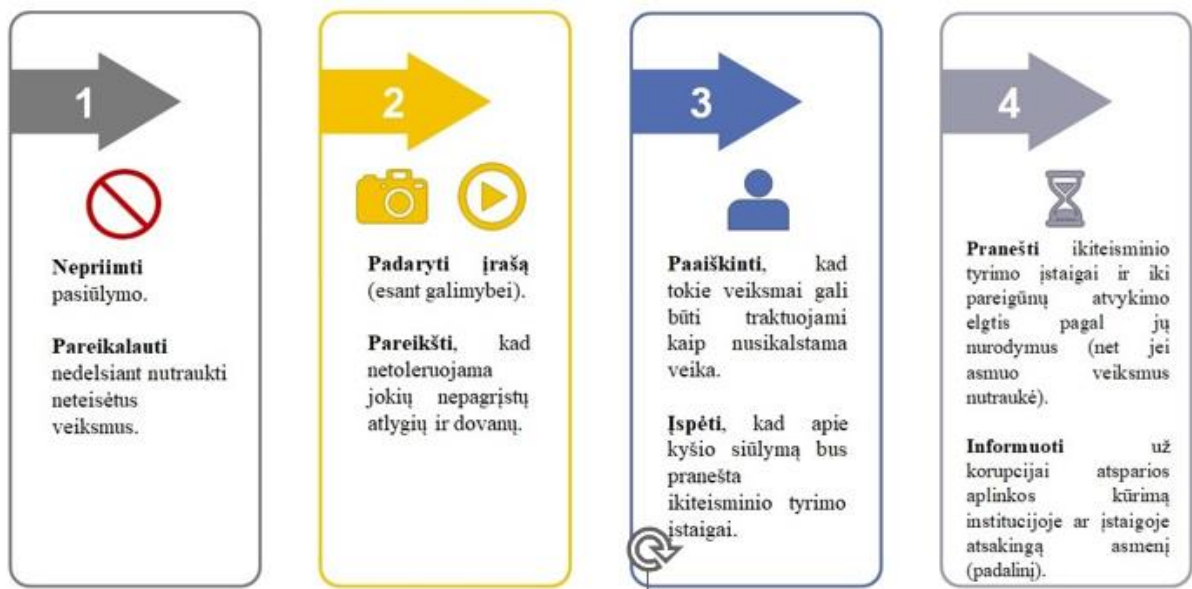 1
Nepriimti
pasiūlymo.
Pareikalauti
nedelsiant nutraukti
neteisėtus
veiksmus.
2
Padaryti įrašą
(esant galimybei).
Pareikšti, kad
netoleruojama
jokių nepagrįstų
atlygių ir dovanų.
3
Paaiškinti, kad
tokie veiksmai gali
būti traktuojami
kaip nusikalstama
veika.
Įspėti, kad apie
kyšio siūlymą bus
pranešta
ikiteisminio tyrimo
įstaigai.
4
Pranešti ikiteisminio
tyrimo įstaigai ir iki
pareigūnų atvykimo
elgtis pagal jų
nurodymus (net jei
asmuo veiksmus
nutraukė).
Informuoti už
korupcijai atsparios
aplinkos kūrimą
institucijoje ar įstaigoje
atsakingą asmenį
(padalinį).